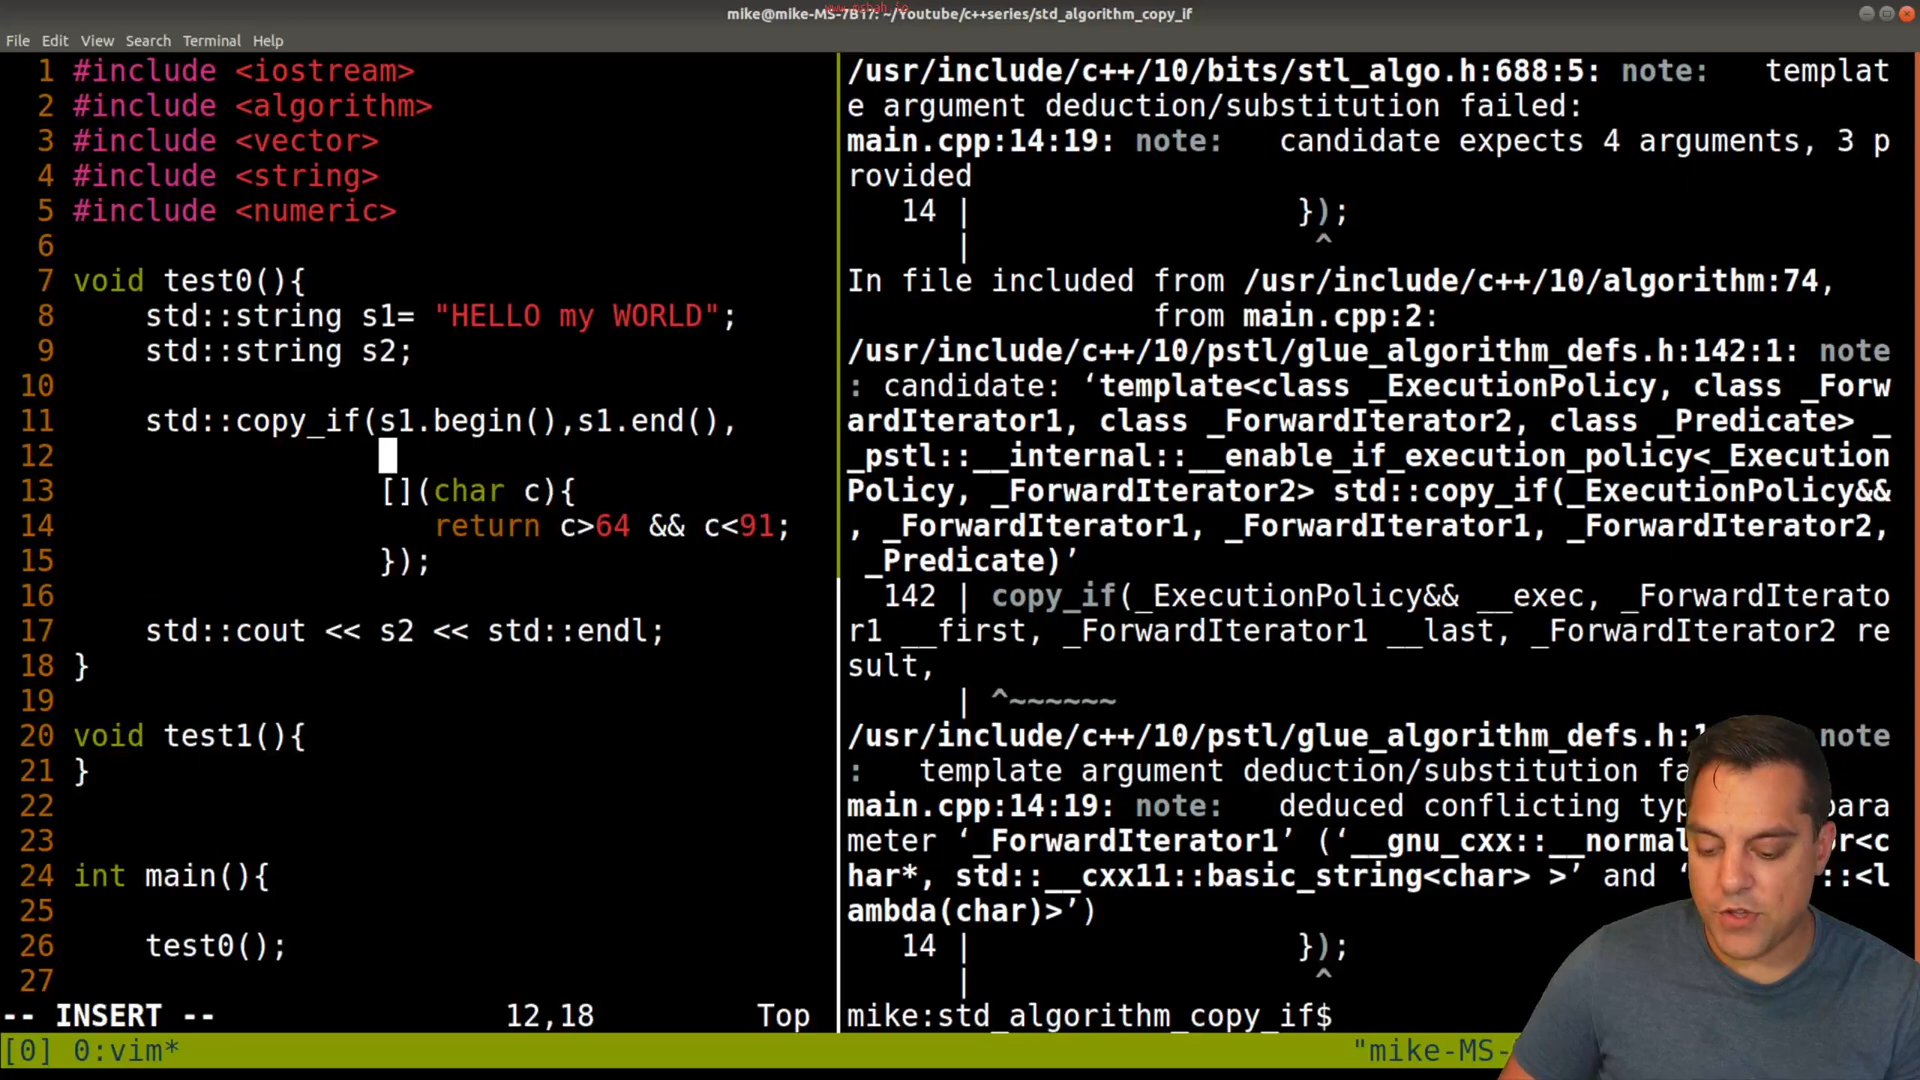 www.msbah.io
mike@mike-MS-7B17: ~/Youtube/c++series/std_algorithm_copy_if
File Edit View Search Terminal Help
1 #include <iostream>
2 #include <algorithm>
3 #include <vector>
4 #include <string>
5 #include <numeric>
6
7 void test0(){
8     std::string s1= "HELLO my WORLD";
9     std::string s2;
10
11     std::copy_if(s1.begin(),s1.end(),
12
13                  [](char c){
14                     return c>64 && c<91;
15                  });
16
17     std::cout << s2 << std::endl;
18 }
19
20 void test1(){
21 }
22
23
24 int main(){
25
26     test0();
27
-- INSERT -- 12,18 Top
/usr/include/c++/10/bits/stl_algo.h:688:5: note:   templat
e argument deduction/substitution failed:
main.cpp:14:19: note:   candidate expects 4 arguments, 3 p
rovided
14 |                  });
|                   ^
In file included from /usr/include/c++/10/algorithm:74,
from main.cpp:2:
/usr/include/c++/10/pstl/glue_algorithm_defs.h:142:1: note
: candidate: ‘template<class _ExecutionPolicy, class _Forw
ardIterator1, class _ForwardIterator2, class _Predicate> _
_pstl::__internal::__enable_if_execution_policy<_Execution
Policy, _ForwardIterator2> std::copy_if(_ExecutionPolicy&&
, _ForwardIterator1, _ForwardIterator1, _ForwardIterator2,
_Predicate)’
142 | copy_if(_ExecutionPolicy&& __exec, _ForwardIterato
r1 __first, _ForwardIterator1 __last, _ForwardIterator2 re
sult,
| ^~~~~~~
/usr/include/c++/10/pstl/glue_algorithm_defs.h:1 note
:   template argument deduction/substitution
main.cpp:14:19: note:   deduced conflicting para
meter ‘_ForwardIterator1’ (‘__gnu_cxx:: <c
har*, std::__cxx11::basic_string<char> >’ and ‘ ::<l
ambda(char)>’)
14 |                  });
|                   ^
mike:std_algorithm_copy_if$
[0] 0:vim* "mike-MS-